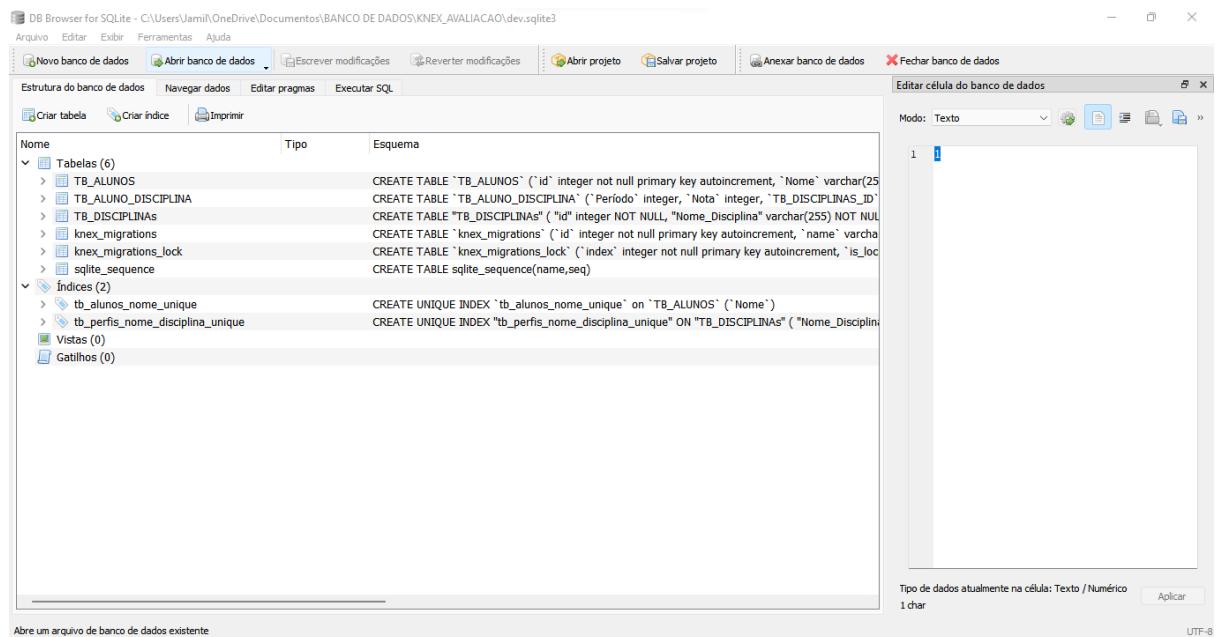 DB Browser for SQLite - C:\Users\Jamil\OneDrive\Documentos\BANCO DE DADOS\KNEX_AVALIACAO\dev.sqlite3
Arquivo Editar Exibir Ferramentas Ajuda
Novo banco de dados Abrir banco de dados Escrever modificações Reverter modificações Abrir projeto Salvar projeto Anexar banco de dados Fechar banco de dados
Estrutura do banco de dados Navegar dados Editar pragmas Executar SQL
Criar tabela Criar índice Imprimir
Nome Tipo Esquema
Tabelas (6)
TB_ALUNOS CREATE TABLE `TB_ALUNOS` (`id` integer not null primary key autoincrement, `Nome` varchar(25
TB_ALUNO_DISCIPLINA CREATE TABLE `TB_ALUNO_DISCIPLINA` (`Período` integer, `Nota` integer, `TB_DISCIPLINAS_ID`
TB_DISCIPLINAs CREATE TABLE "TB_DISCIPLINAs" ( "id" integer NOT NULL, "Nome_Disciplina" varchar(255) NOT NUL
knex_migrations CREATE TABLE `knex_migrations` (`id` integer not null primary key autoincrement, `name` varcha
knex_migrations_lock CREATE TABLE `knex_migrations_lock` (`index` integer not null primary key autoincrement, `is_loc
sqlite_sequence CREATE TABLE sqlite_sequence(name,seq)
Índices (2)
tb_alunos_nome_unique CREATE UNIQUE INDEX `tb_alunos_nome_unique` on `TB_ALUNOS` (`Nome`)
tb_perfis_nome_disciplina_unique CREATE UNIQUE INDEX "tb_perfis_nome_disciplina_unique" ON "TB_DISCIPLINAs" ( "Nome_Disciplina
Vistas (0)
Gatilhos (0)
Editar célula do banco de dados
Modo: Texto
1 1
Tipo de dados atualmente na célula: Texto / Numérico
1 char
Aplicar
Abre um arquivo de banco de dados existente
UTF-8